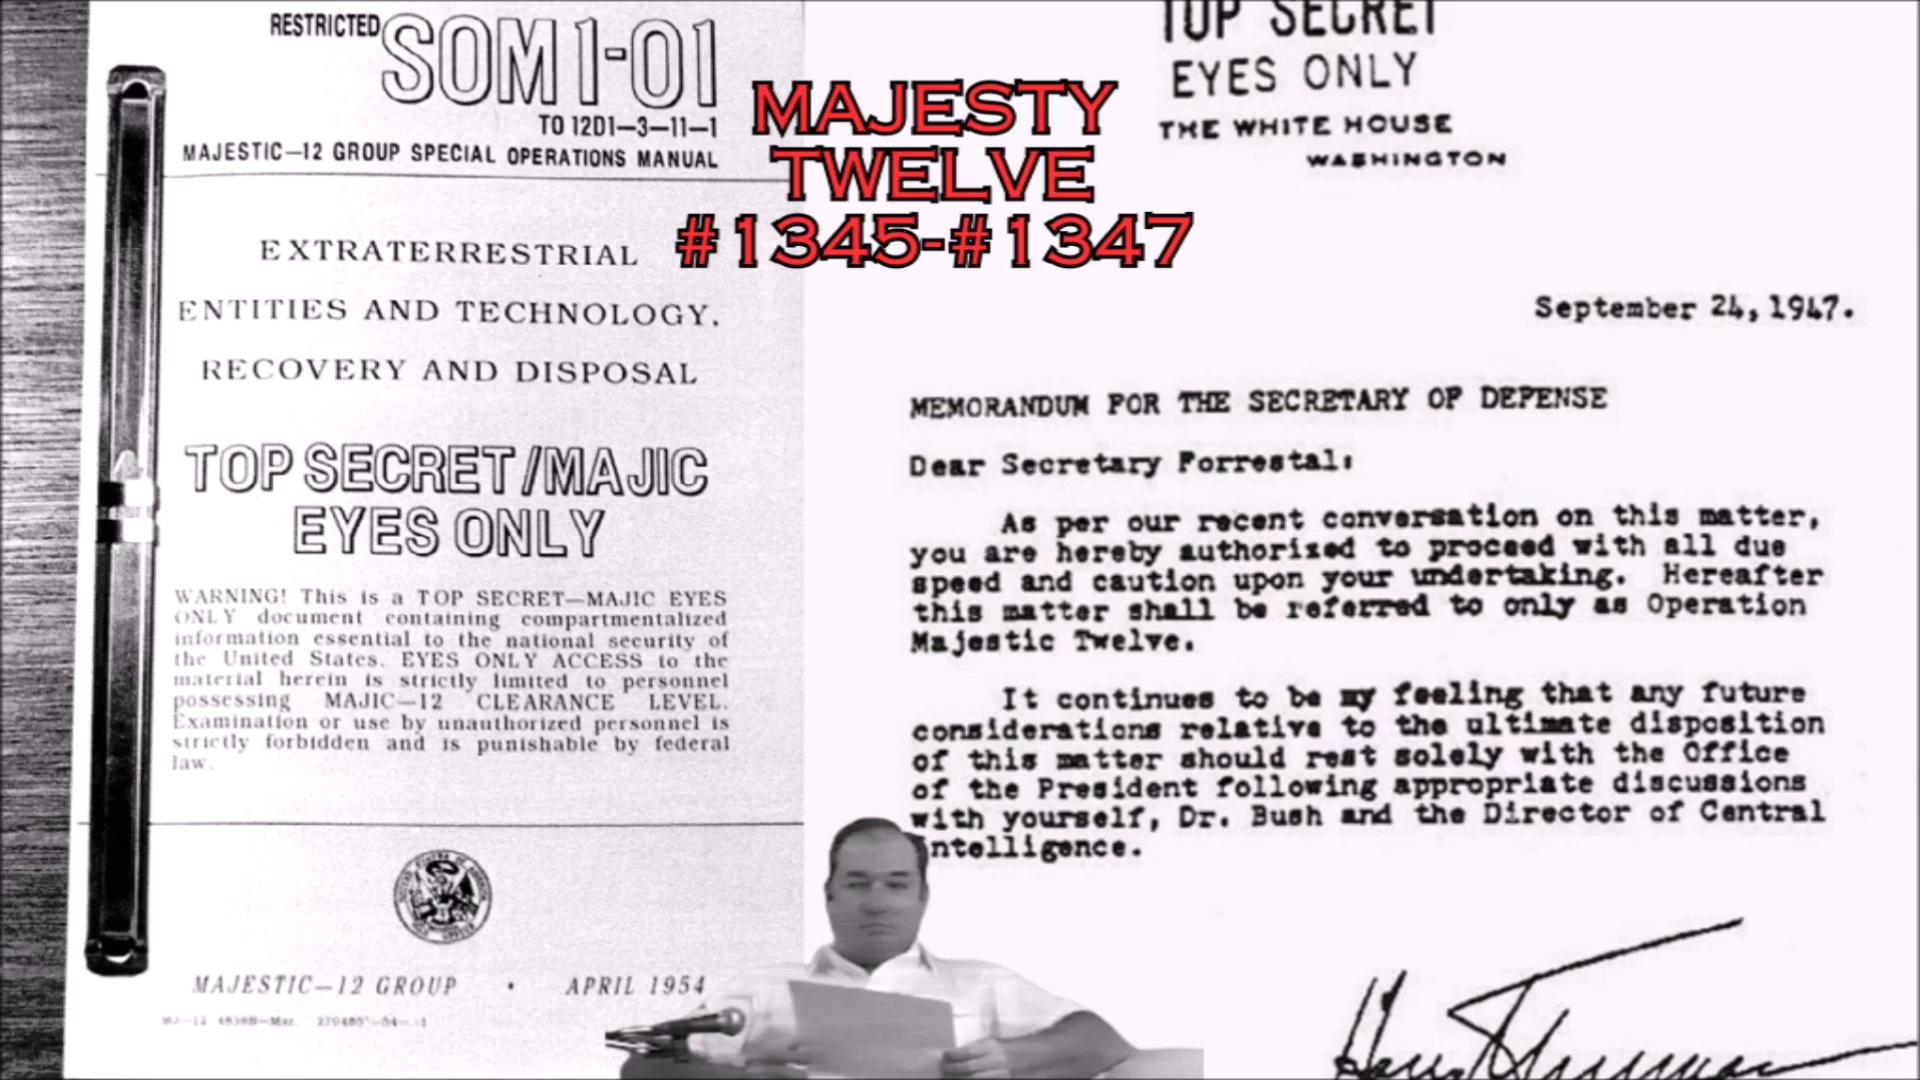 RESTRICTED
SOM 1-01
TO 12D1—3—11—1
MAJESTIC—12 GROUP SPECIAL OPERATIONS MANUAL
EXTRATERRESTRIAL
ENTITIES AND TECHNOLOGY,
RECOVERY AND DISPOSAL
TOP SECRET/MAJIC
EYES ONLY
WARNING! This is a TOP SECRET—MAJIC EYES
ONLY document containing compartmentalized
information essential to the national security of
the United States. EYES ONLY ACCESS to the
material herein is strictly limited to personnel
possessing MAJIC—12 CLEARANCE LEVEL.
Examination or use by unauthorized personnel is
strictly forbidden and is punishable by federal
law.
MAJESTIC—12 GROUP • APRIL 1954
MAJESTY
TWELVE
#1345-#1347
TOP SECRET
EYES ONLY
THE WHITE HOUSE
WASHINGTON
September 24, 1947.
MEMORANDUM FOR THE SECRETARY OF DEFENSE
Dear Secretary Forrestal:
As per our recent conversation on this matter,
you are hereby authorized to proceed with all due
speed and caution upon your undertaking. Hereafter
this matter shall be referred to only as Operation
Majestic Twelve.
It continues to be my feeling that any future
considerations relative to the ultimate disposition
of this matter should rest solely with the Office
of the President following appropriate discussions
with yourself, Dr. Bush and the Director of Central
ntelligence.
Harry Truman